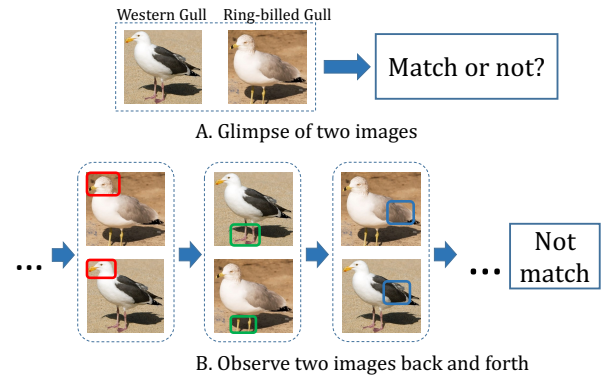 Western Gull Ring-billed Gull
Match or not?
A. Glimpse of two images
...
...
Not
match
B. Observe two images back and forth